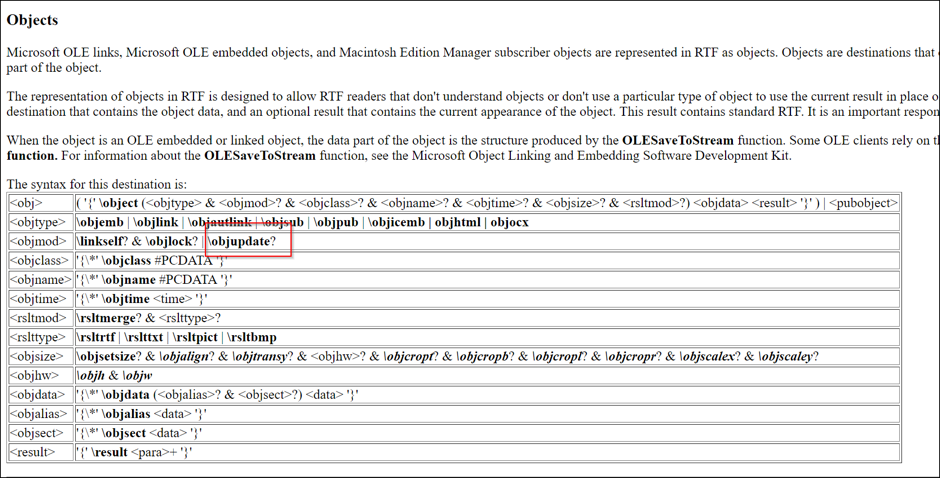 Objects
Microsoft OLE links, Microsoft OLE embedded objects, and Macintosh Edition Manager subscriber objects are represented in RTF as objects. Objects are destinations that
part of the object.
The representation of objects in RTF is designed to allow RTF readers that don't understand objects or don't use a particular type of object to use the current result in place o
destination that contains the object data, and an optional result that contains the current appearance of the object. This result contains standard RTF. It is an important respon
When the object is an OLE embedded or linked object, the data part of the object is the structure produced by the OLESaveToStream function. Some OLE clients rely on t
function. For information about the OLESaveToStream function, see the Microsoft Object Linking and Embedding Software Development Kit.
The syntax for this destination is:
<obj> ( '{' \object (<objtype> & <objmod>? & <objclass>? & <objname>? & <objtime>? & <objsize>? & <rsltmod>?) <objdata> <result> '}' ) | <pubobject>
<objtype> \objemb | \objlink | \objautlink | \objsub | \objpub | \objicemb | objhtml | objocx
<objmod> \linkself? & \objlock? | \objupdate?
<objclass> '{\*' \objclass #PCDATA '}'
<objname> '{\*' \objname #PCDATA '}'
<objtime> '{\*' \objtime <time> '}'
<rsltmod> \rsltmerge? & <rslttype>?
<rslttype> \rsltrtf | \rslttxt | \rsltpict | \rsltbmp
<objsize> \objsetsize? & \objalign? & \objtransy? & <objhw>? & \objcropt? & \objcropb? & \objcropl? & \objcropr? & \objscalex? & \objscaley?
<objhw> \objh & \objw
<objdata> '{\*' \objdata (<objalias>? & <objsect>?) <data> '}'
<objalias> '{\*' \objalias <data> '}'
<objsect> '{\*' \objsect <data> '}'
<result> '{' \result <para>+ '}'